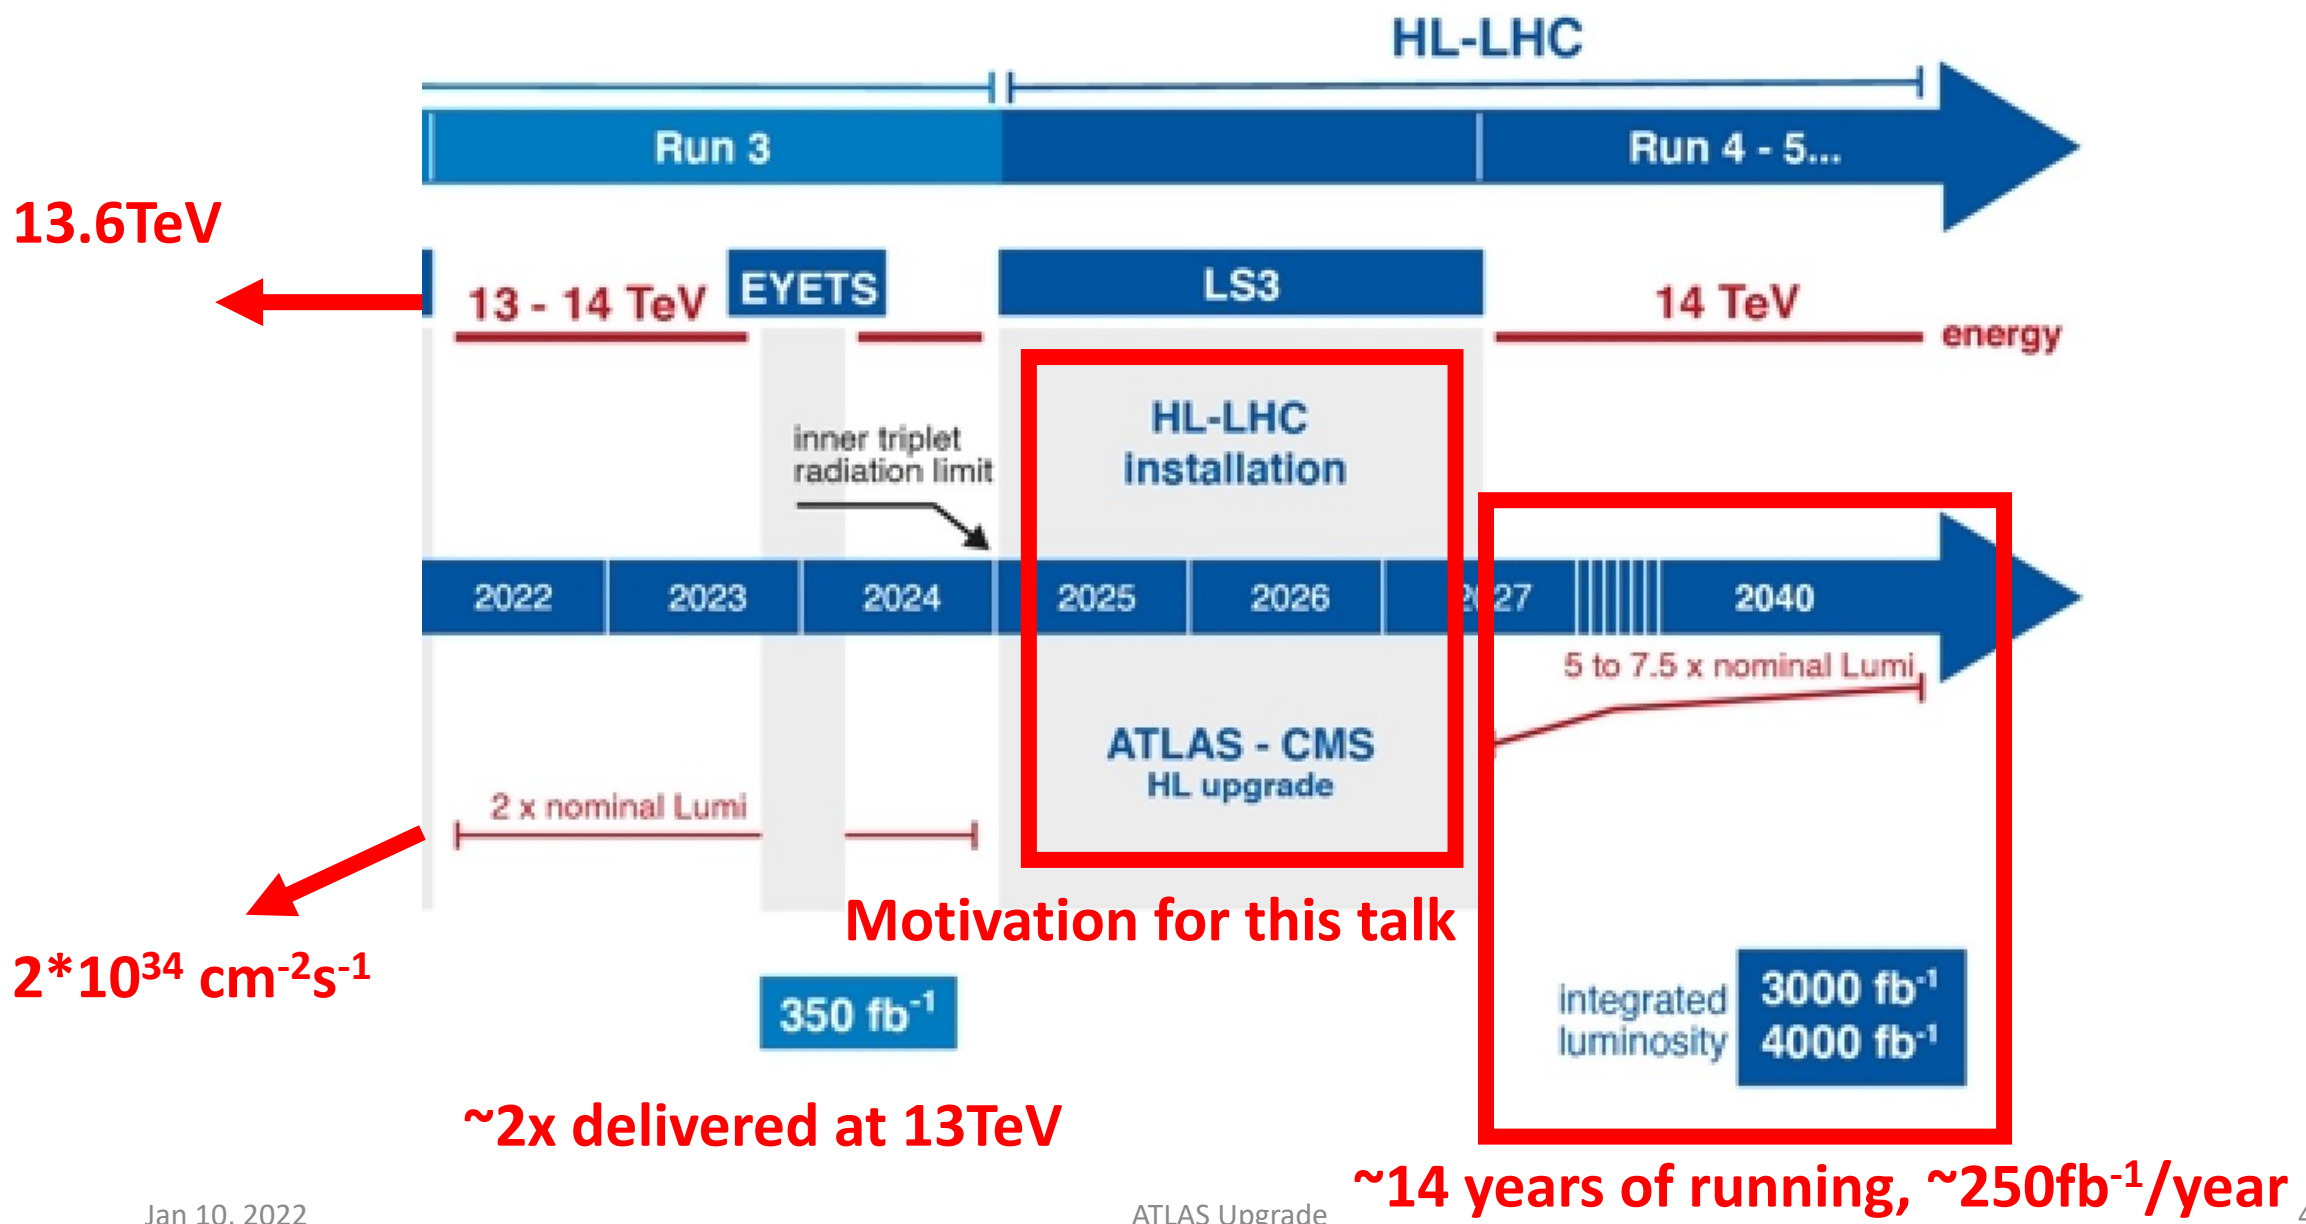 HL-LHC
Run 3
Run 4 - 5...
13.6TeV
EYETS
LS3
13 - 14 TeV
14 TeV
energy
HL-LHC
installation
inner triplet
radiation limit
2022
2023
2024
2025
2026
2027
2040
5 to 7.5 x nominal Lumi
ATLAS - CMS
HL upgrade
2 x nominal Lumi
Motivation for this talk
2*10³⁴ cm⁻²s⁻¹
350 fb⁻¹
integrated
luminosity
3000 fb⁻¹
4000 fb⁻¹
~2x delivered at 13TeV
~14 years of running, ~250fb⁻¹/year
Jan 10, 2022
ATLAS Upgrade
4